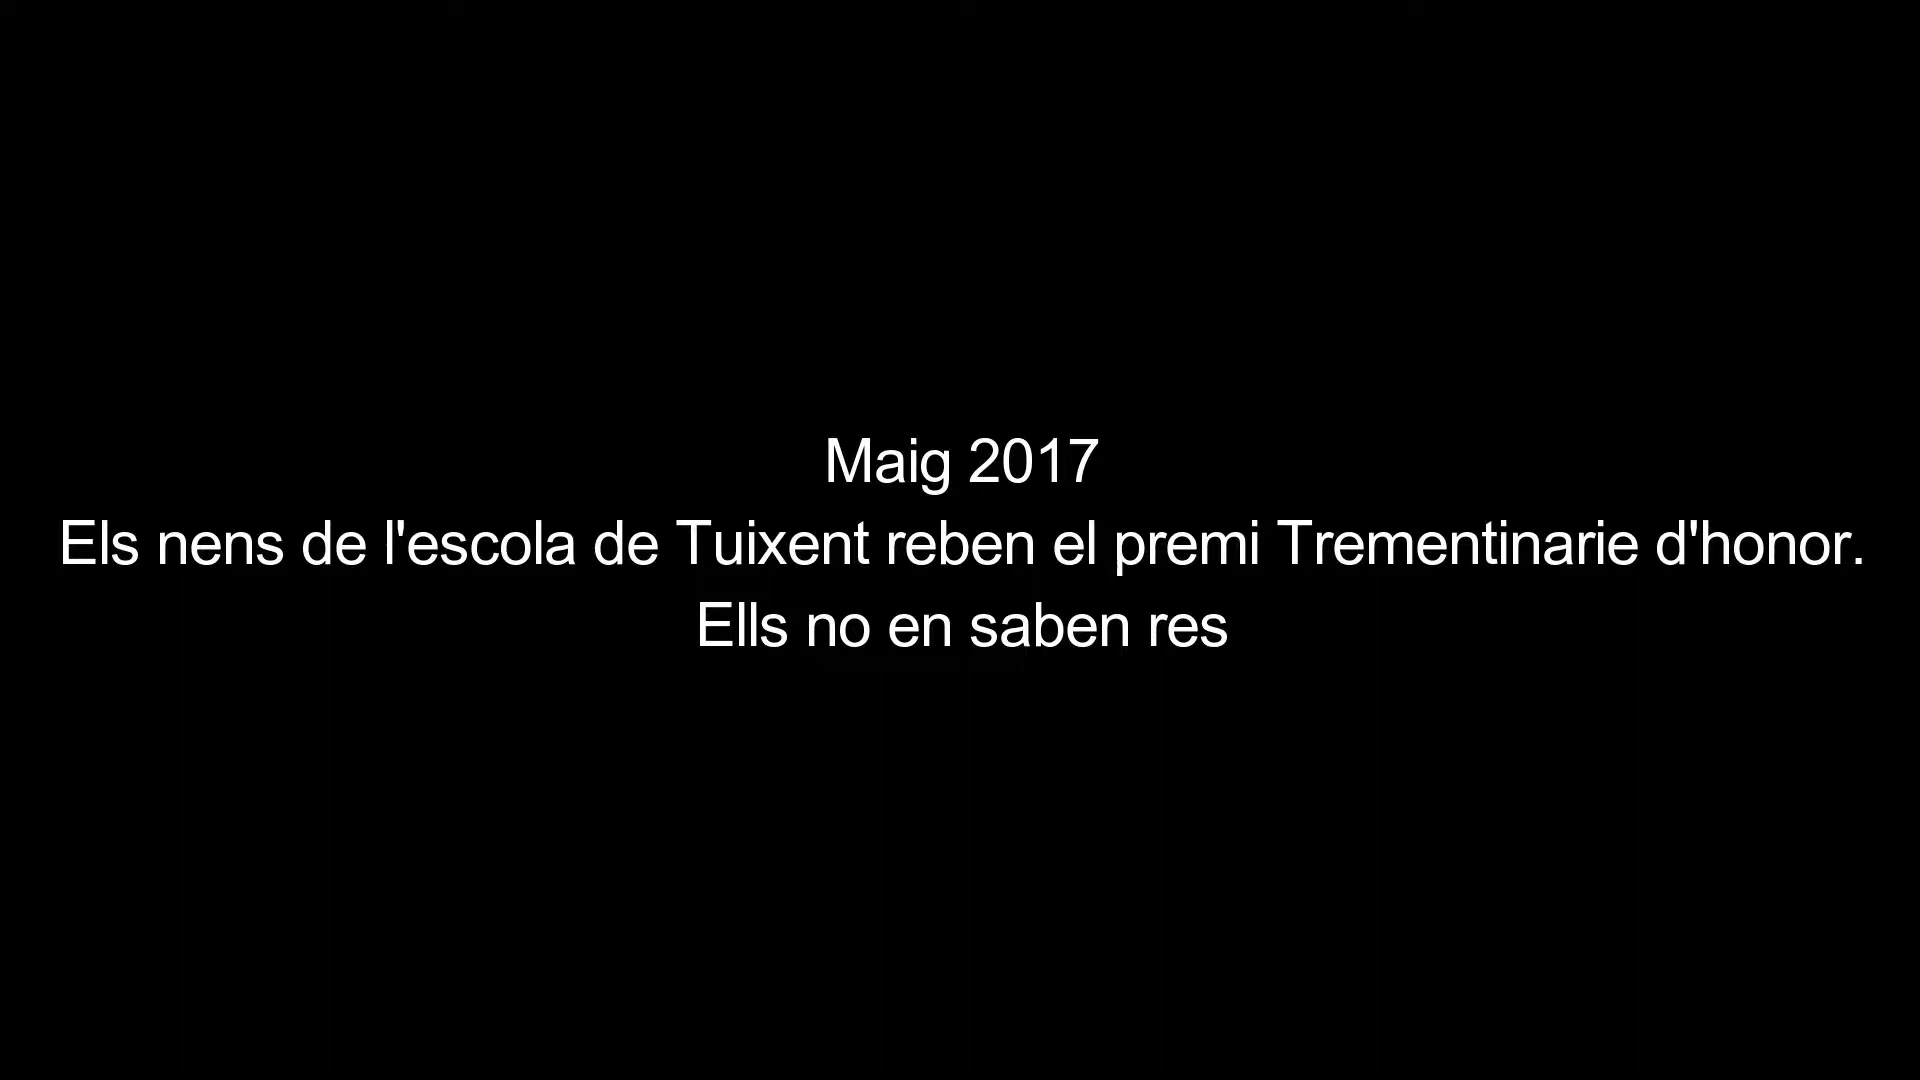 Maig 2017
Els nens de l'escola de Tuixent reben el premi Trementinarie d'honor.
Ells no en saben res